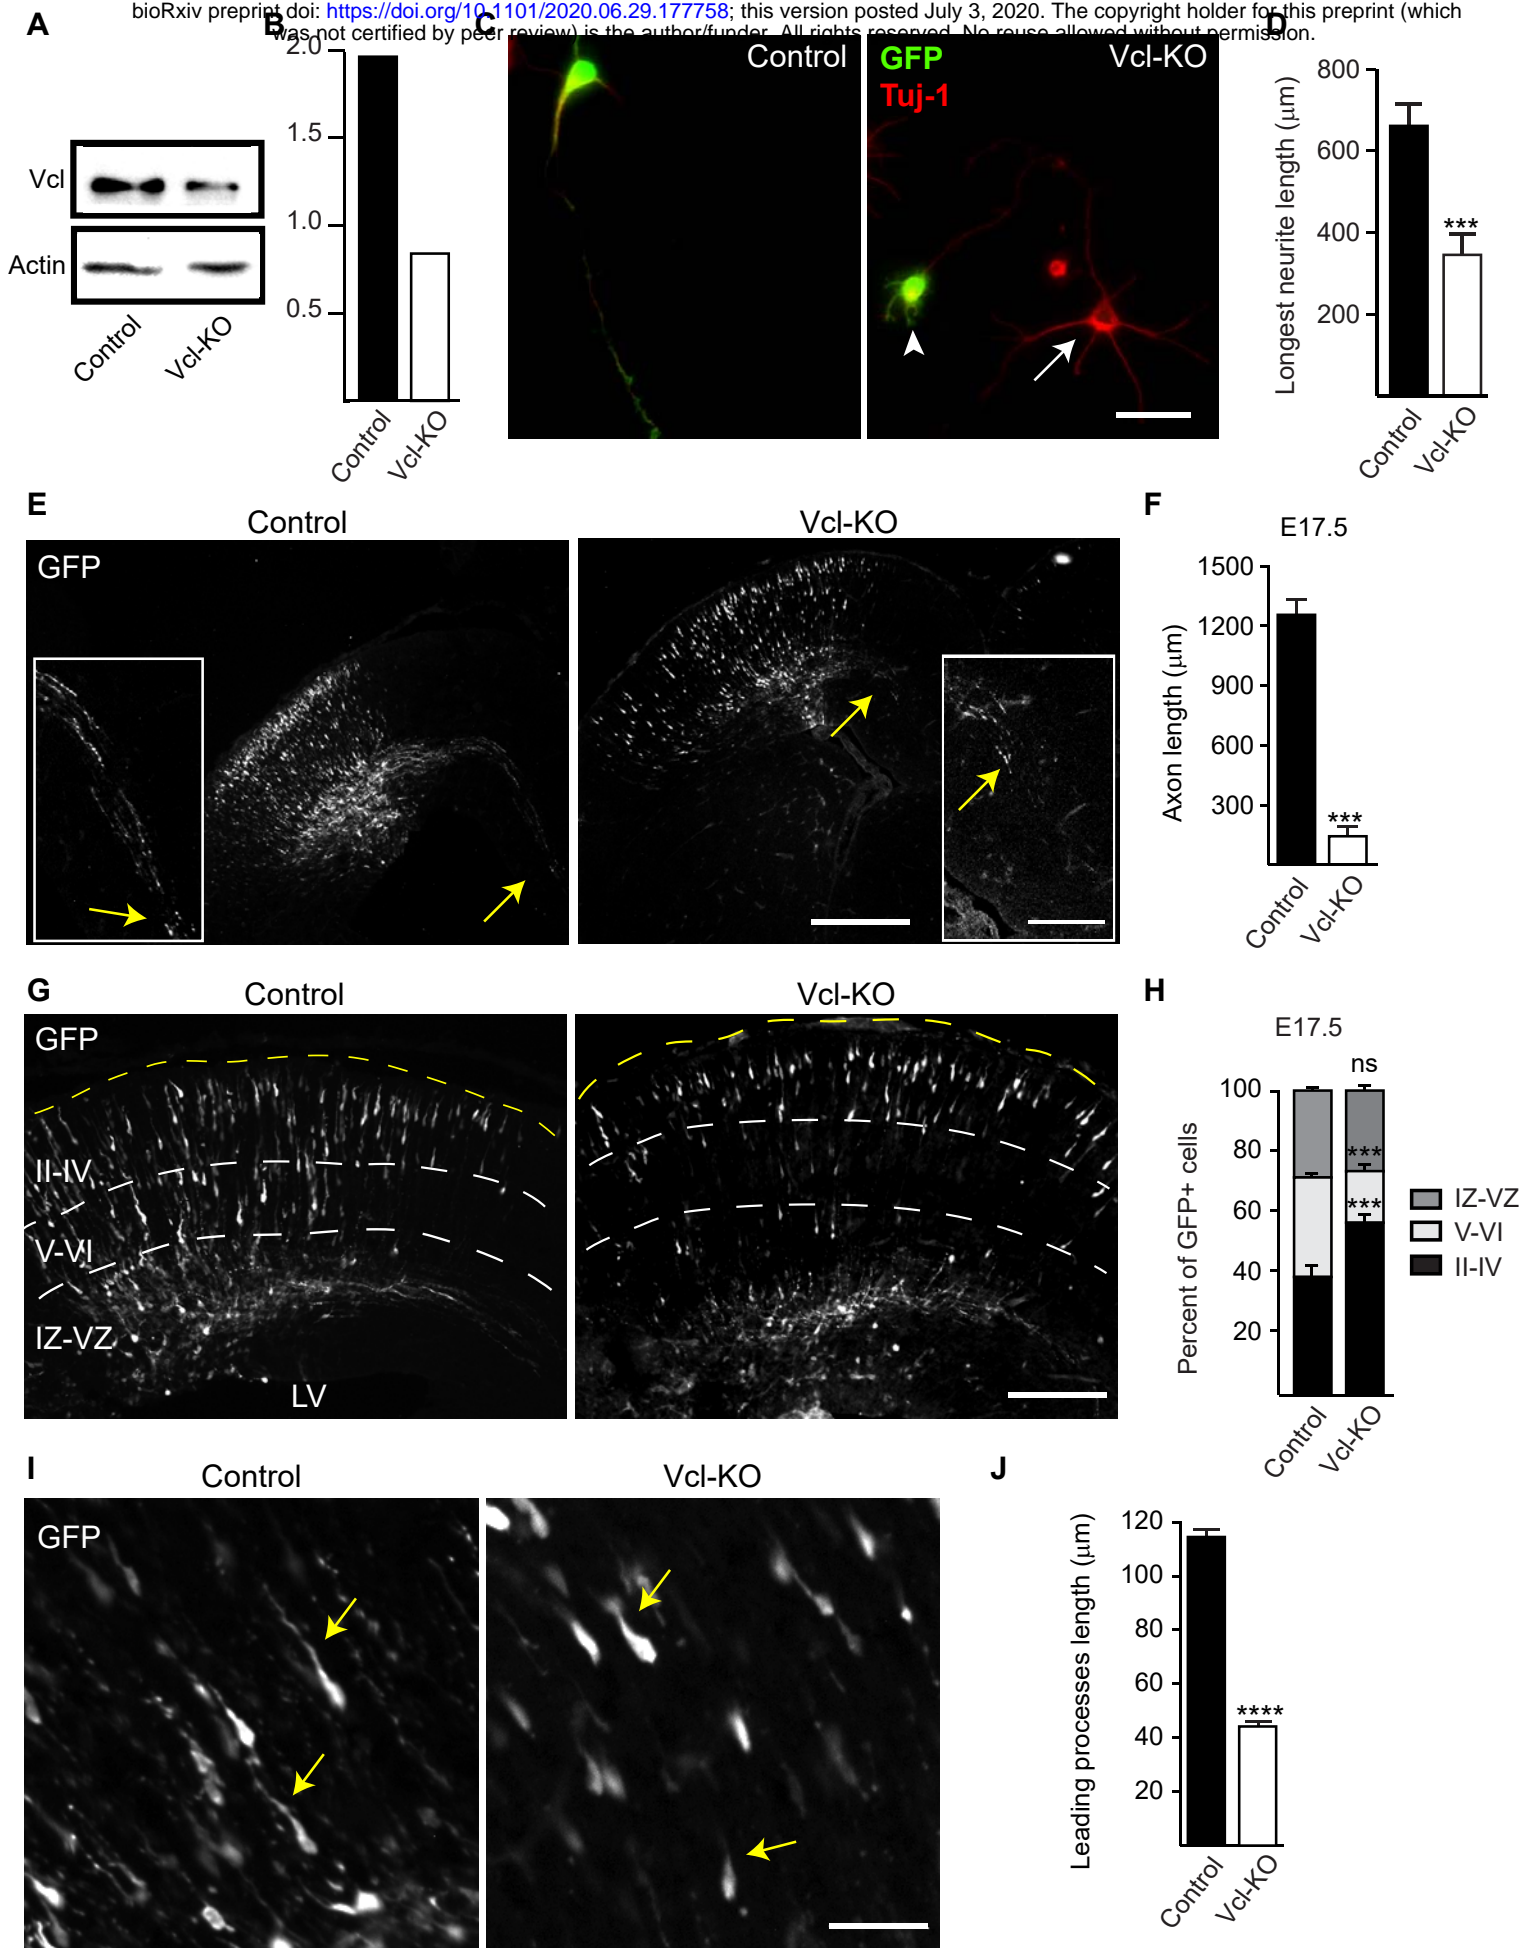 bioRxiv preprint doi: https://doi.org/10.1101/2020.06.29.177758; this version posted July 3, 2020. The copyright holder for this preprint (which
was not certified by peer review) is the author/funder. All rights reserved. No reuse allowed without permission.
A
Vcl
Actin
Control
Vcl-KO
B
2.0
1.5
1.0
0.5
Control
Vcl-KO
C
Control
GFP
Tuj-1
Vcl-KO
D
Longest neurite length (μm)
800
600
400
200
***
Control
Vcl-KO
E
Control
Vcl-KO
GFP
F
E17.5
Axon length (μm)
1500
1200
900
600
300
***
Control
Vcl-KO
G
Control
Vcl-KO
GFP
II-IV
V-VI
IZ-VZ
LV
H
E17.5
ns
Percent of GFP+ cells
100
80
60
40
20
***
***
IZ-VZ
V-VI
II-IV
Control
Vcl-KO
I
Control
Vcl-KO
GFP
J
Leading processes length (μm)
120
100
80
60
40
20
****
Control
Vcl-KO